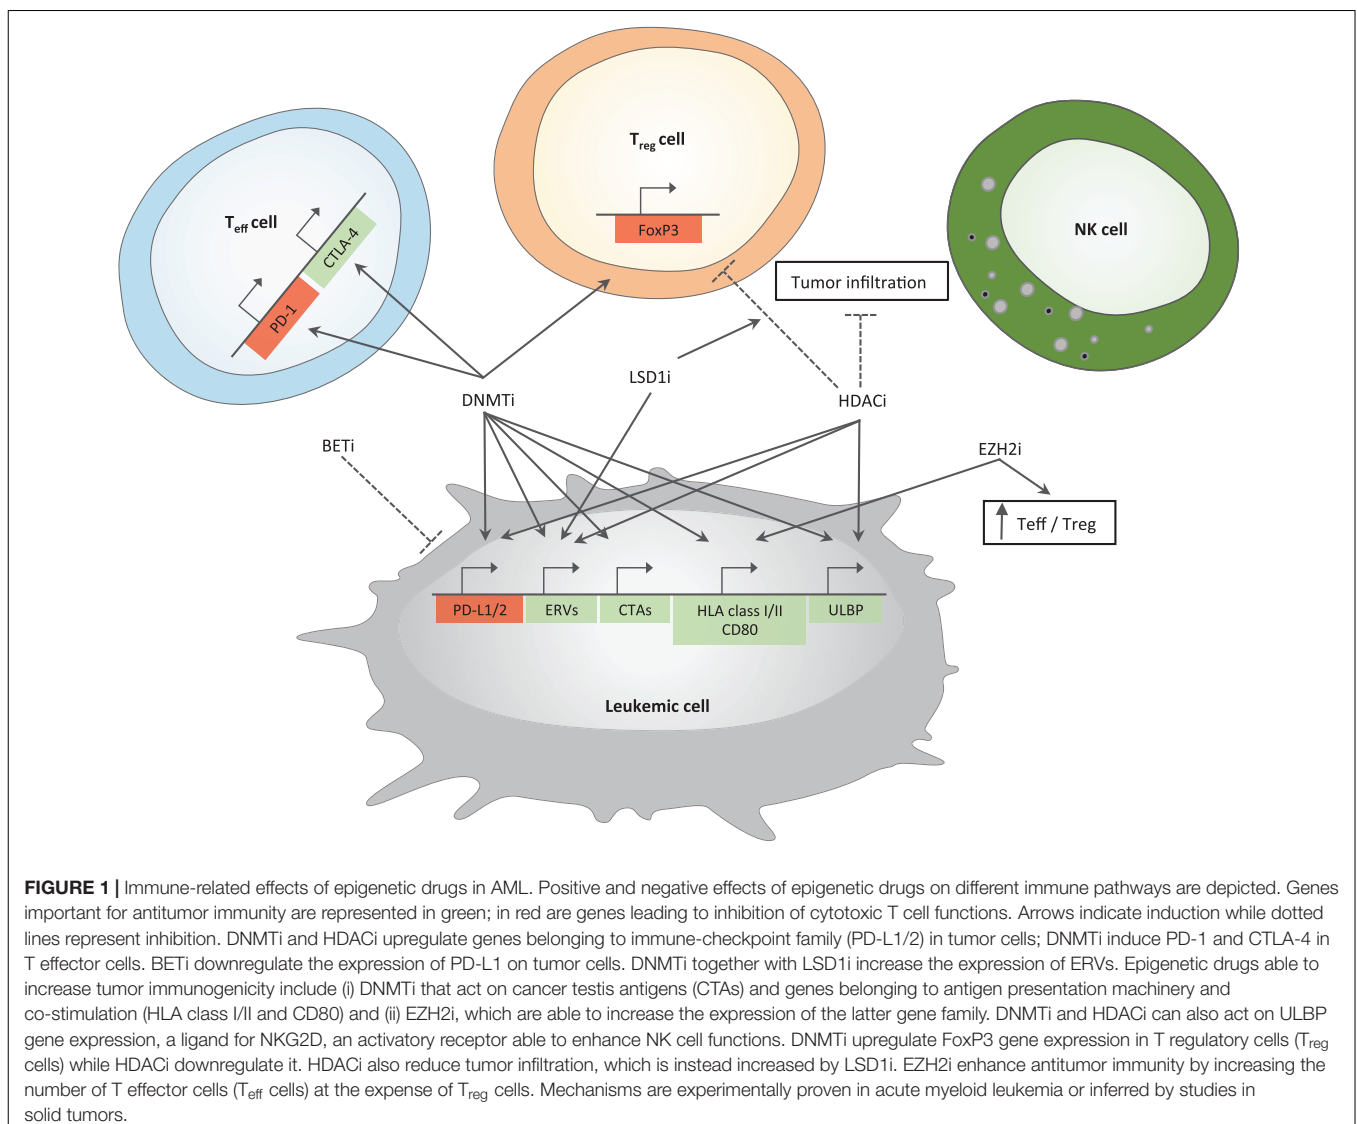 T_reg cell
FoxP3
T_eff cell
CTLA-4
PD-1
NK cell
Tumor infiltration
LSD1i
DNMTi
HDACi
BETi
EZH2i
Teff / Treg
PD-L1/2
ERVs
CTAs
HLA class I/II
CD80
ULBP
Leukemic cell
FIGURE 1 | Immune-related effects of epigenetic drugs in AML. Positive and negative effects of epigenetic drugs on different immune pathways are depicted. Genes
important for antitumor immunity are represented in green; in red are genes leading to inhibition of cytotoxic T cell functions. Arrows indicate induction while dotted
lines represent inhibition. DNMTi and HDACi upregulate genes belonging to immune-checkpoint family (PD-L1/2) in tumor cells; DNMTi induce PD-1 and CTLA-4 in
T effector cells. BETi downregulate the expression of PD-L1 on tumor cells. DNMTi together with LSD1i increase the expression of ERVs. Epigenetic drugs able to
increase tumor immunogenicity include (i) DNMTi that act on cancer testis antigens (CTAs) and genes belonging to antigen presentation machinery and
co-stimulation (HLA class I/II and CD80) and (ii) EZH2i, which are able to increase the expression of the latter gene family. DNMTi and HDACi can also act on ULBP
gene expression, a ligand for NKG2D, an activatory receptor able to enhance NK cell functions. DNMTi upregulate FoxP3 gene expression in T regulatory cells (T_reg
cells) while HDACi downregulate it. HDACi also reduce tumor infiltration, which is instead increased by LSD1i. EZH2i enhance antitumor immunity by increasing the
number of T effector cells (T_eff cells) at the expense of T_reg cells. Mechanisms are experimentally proven in acute myeloid leukemia or inferred by studies in
solid tumors.